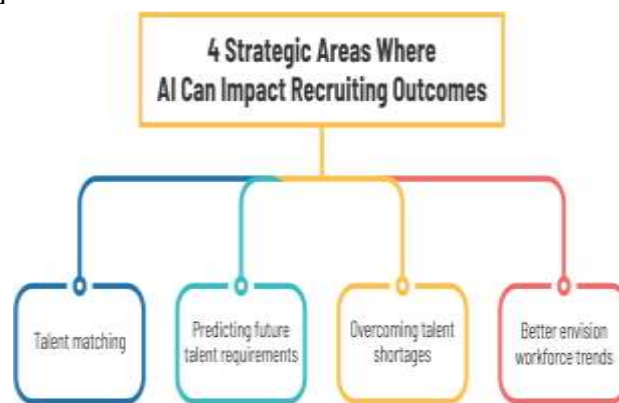 4 Strategic Areas Where
AI Can Impact Recruiting Outcomes
Talent matching
Predicting future
talent requirements
Overcoming talent
shortages
Better envision
workforce trends